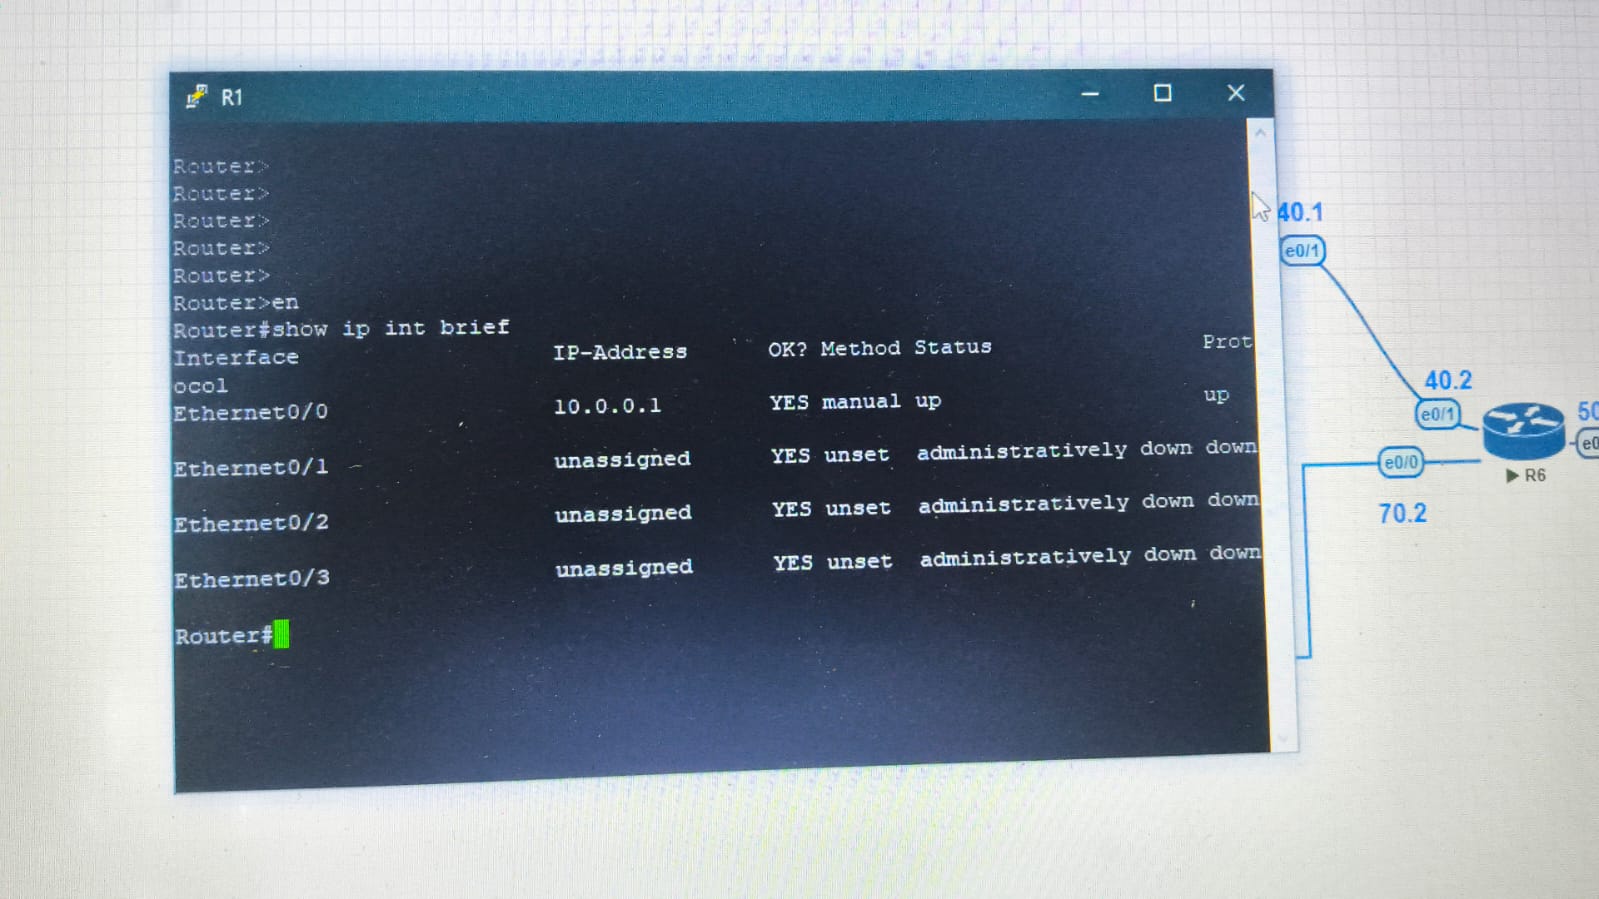 R1
Router>
Router>
Router>
Router>
Router>
Router>en
Router#show ip int brief
Interface IP-Address OK? Method Status Prot
ocol
Ethernet0/0 10.0.0.1 YES manual up up
Ethernet0/1 unassigned YES unset administratively down down
Ethernet0/2 unassigned YES unset administratively down down
Ethernet0/3 unassigned YES unset administratively down down
Router#
40.1
e0/1
40.2
e0/1
50
e0
e0/0
R6
70.2